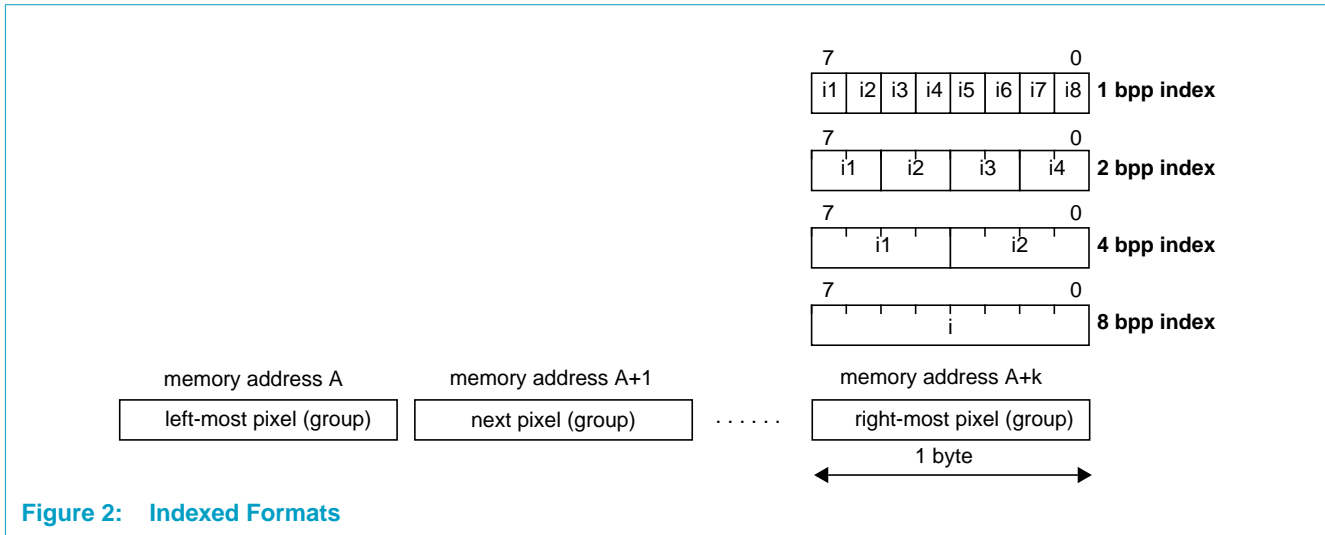 7 0
i1 i2 i3 i4 i5 i6 i7 i8 1 bpp index
7 0
i1 i2 i3 i4 2 bpp index
7 0
i1 i2 4 bpp index
7 0
i 8 bpp index
memory address A memory address A+1 memory address A+k
left-most pixel (group) next pixel (group) . . . . . . right-most pixel (group)
1 byte
Figure 2: Indexed Formats